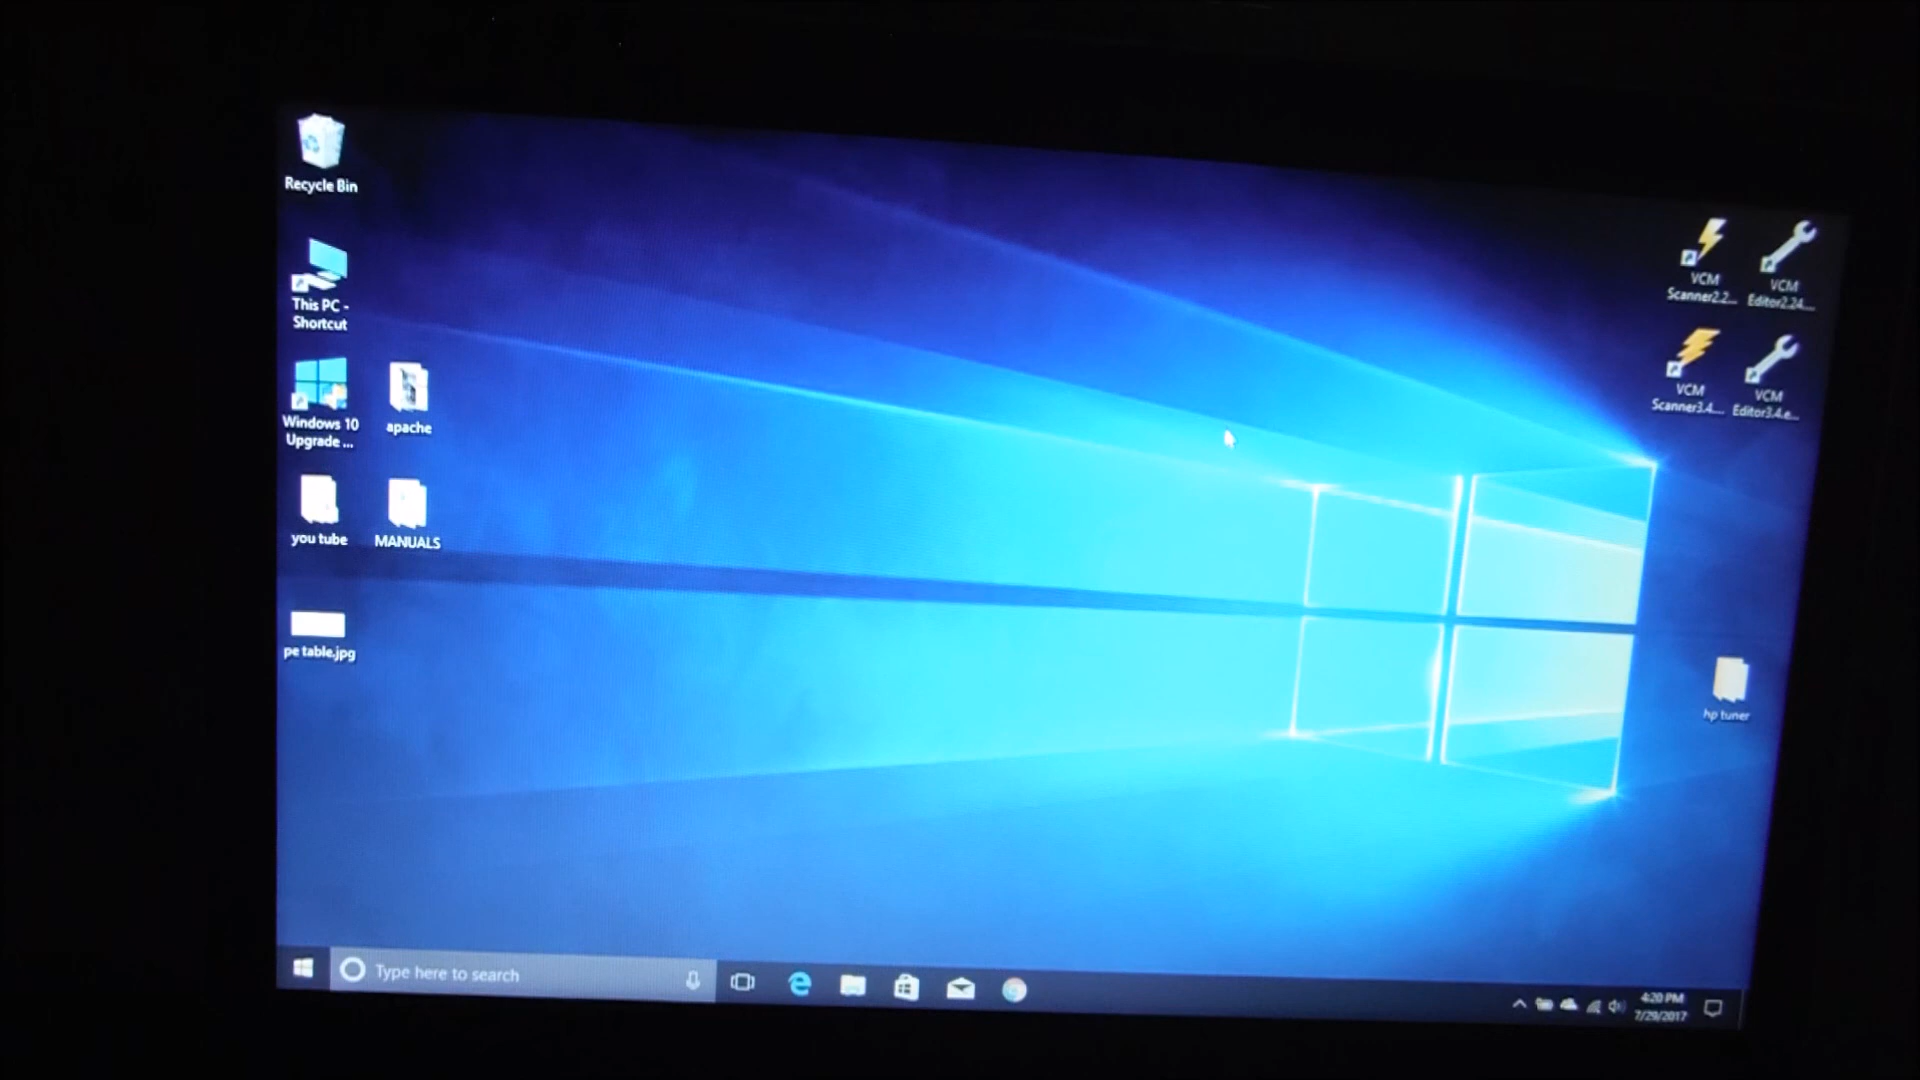 Recycle Bin
This PC -
Shortcut
Windows 10
Upgrade ...
apache
you tube
MANUALS
pe table.jpg
VCM
Scanner2.2...
VCM
Editor2.24....
VCM
Scanner3.4....
VCM
Editor3.4.e...
hp tuner
Type here to search
4:20 PM
7/29/2017